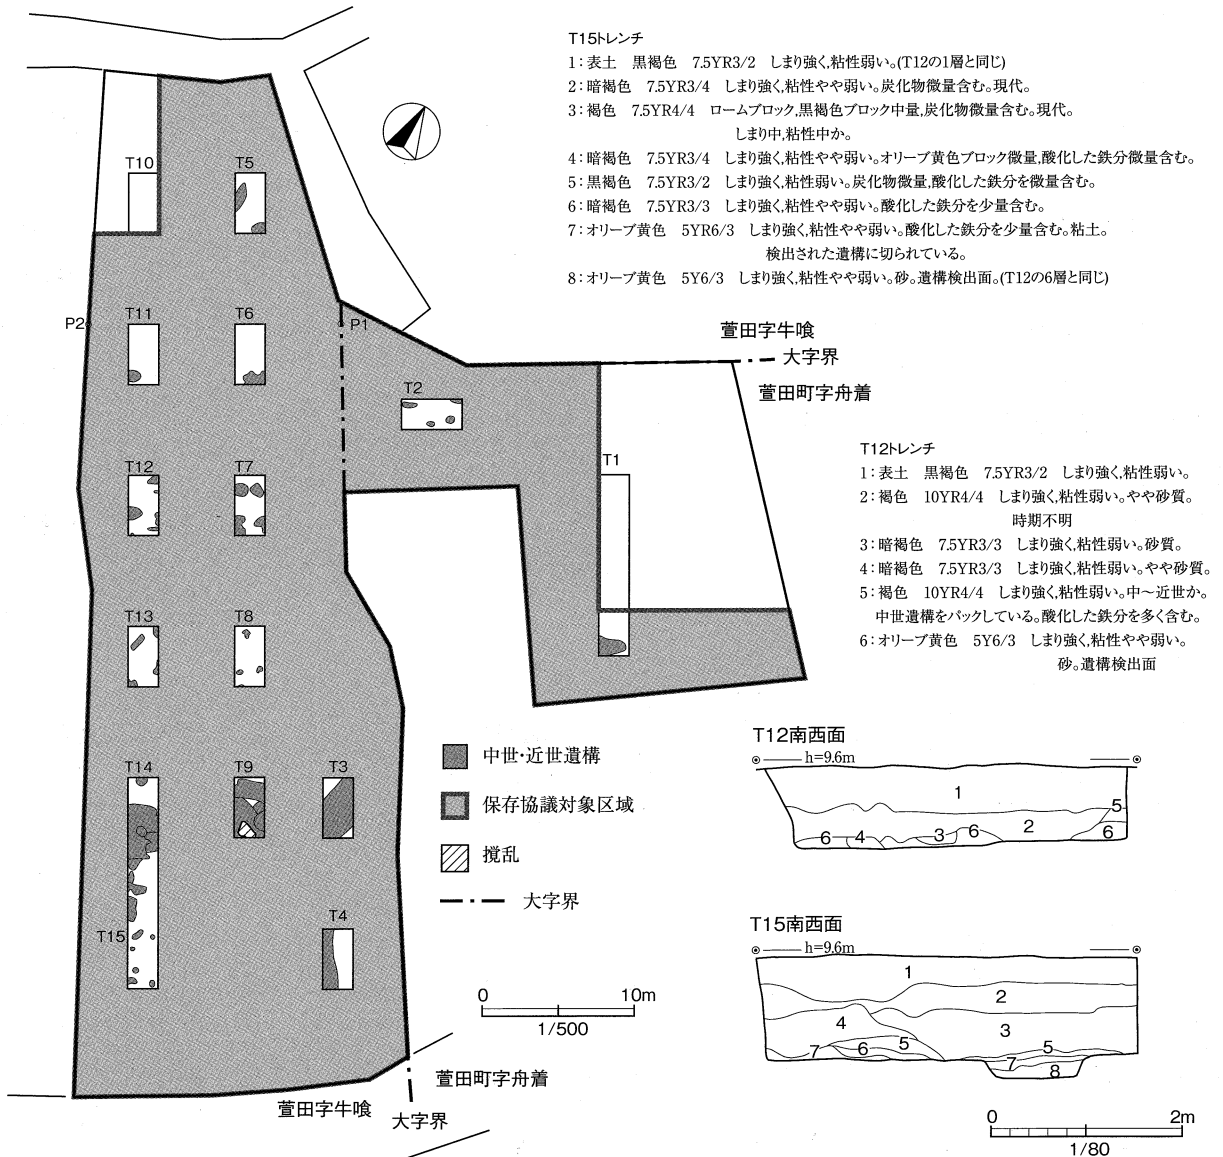 T15トレンチ
1：表土　黒褐色　7.5YR3/2　しまり強く,粘性弱い。(T12の1層と同じ)
2：暗褐色　7.5YR3/4　しまり強く,粘性やや弱い。炭化物微量含む。現代。
3：褐色　7.5YR4/4　ロームブロック,黒褐色ブロック中量,炭化物微量含む。現代。
しまり中,粘性中か。
4：暗褐色　7.5YR3/4　しまり強く,粘性やや弱い。オリーブ黄色ブロック微量,酸化した鉄分微量含む。
5：黒褐色　7.5YR3/2　しまり強く,粘性弱い。炭化物微量,酸化した鉄分を微量含む。
6：暗褐色　7.5YR3/3　しまり強く,粘性やや弱い。酸化した鉄分を少量含む。
7：オリーブ黄色　5YR6/3　しまり強く,粘性やや弱い。酸化した鉄分を少量含む。粘土。
検出された遺構に切られている。
8：オリーブ黄色　5Y6/3　しまり強く,粘性やや弱い。砂。遺構検出面。(T12の6層と同じ)
T10
T5
P2
T11
T6
P1
萱田字牛喰
大字界
萱田町字舟着
T2
T1
T12
T7
T12トレンチ
1：表土　黒褐色　7.5YR3/2　しまり強く,粘性弱い。
2：褐色　10YR4/4　しまり強く,粘性弱い。やや砂質。
時期不明
3：暗褐色　7.5YR3/3　しまり強く,粘性弱い。砂質。
4：暗褐色　7.5YR3/3　しまり強く,粘性弱い。やや砂質。
5：褐色　10YR4/4　しまり強く,粘性弱い。中～近世か。
中世遺構をパックしている。酸化した鉄分を多く含む。
6：オリーブ黄色　5Y6/3　しまり強く,粘性やや弱い。
砂。遺構検出面
T13
T8
T14
T9
T3
T15
T4
中世・近世遺構
保存協議対象区域
撹乱
大字界
0 10m
1/500
萱田町字舟着
萱田字牛喰
大字界
T12南西面
h=9.6m
1
5
6 4 3 6 2 6
T15南西面
h=9.6m
1
2
4 3
7 6 5 5
7 8
0 2m
1/80